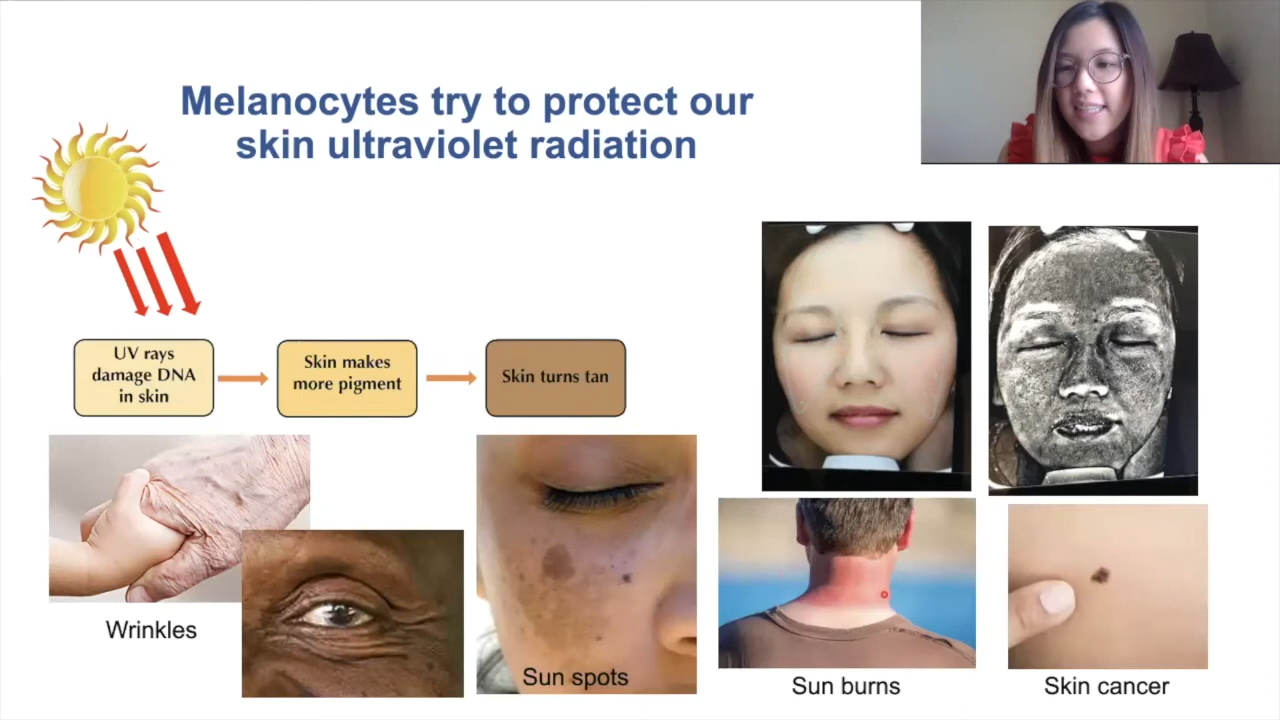 Melanocytes try to protect our
skin ultraviolet radiation
UV rays
damage DNA
in skin
Skin makes
more pigment
Skin turns tan
Wrinkles
Sun spots
Sun burns
Skin cancer